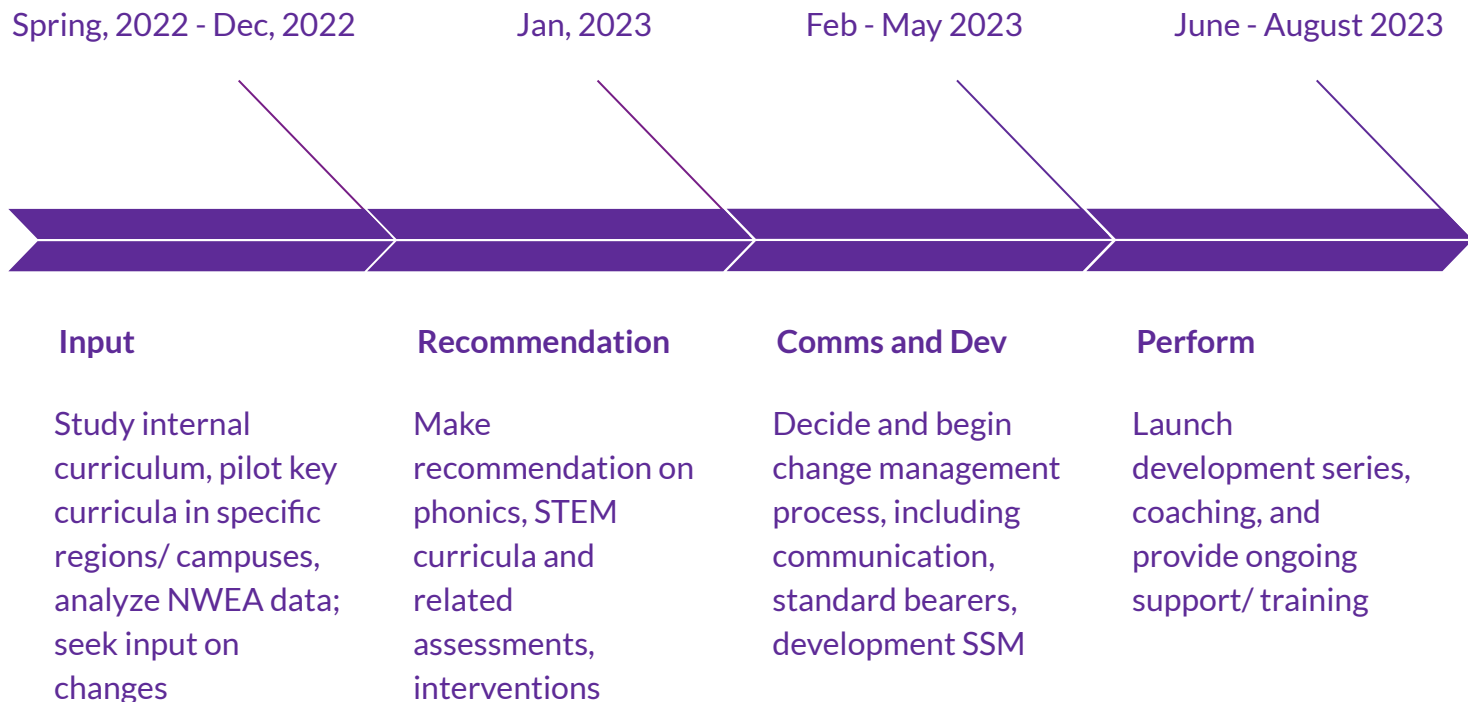 Spring, 2022 - Dec, 2022
Jan, 2023
Feb - May 2023
June - August 2023
Input
Study internal
curriculum, pilot key
curricula in specific
regions/ campuses,
analyze NWEA data;
seek input on
changes
Recommendation
Make
recommendation on
phonics, STEM
curricula and
related
assessments,
interventions
Comms and Dev
Decide and begin
change management
process, including
communication,
standard bearers,
development SSM
Perform
Launch
development series,
coaching, and
provide ongoing
support/ training